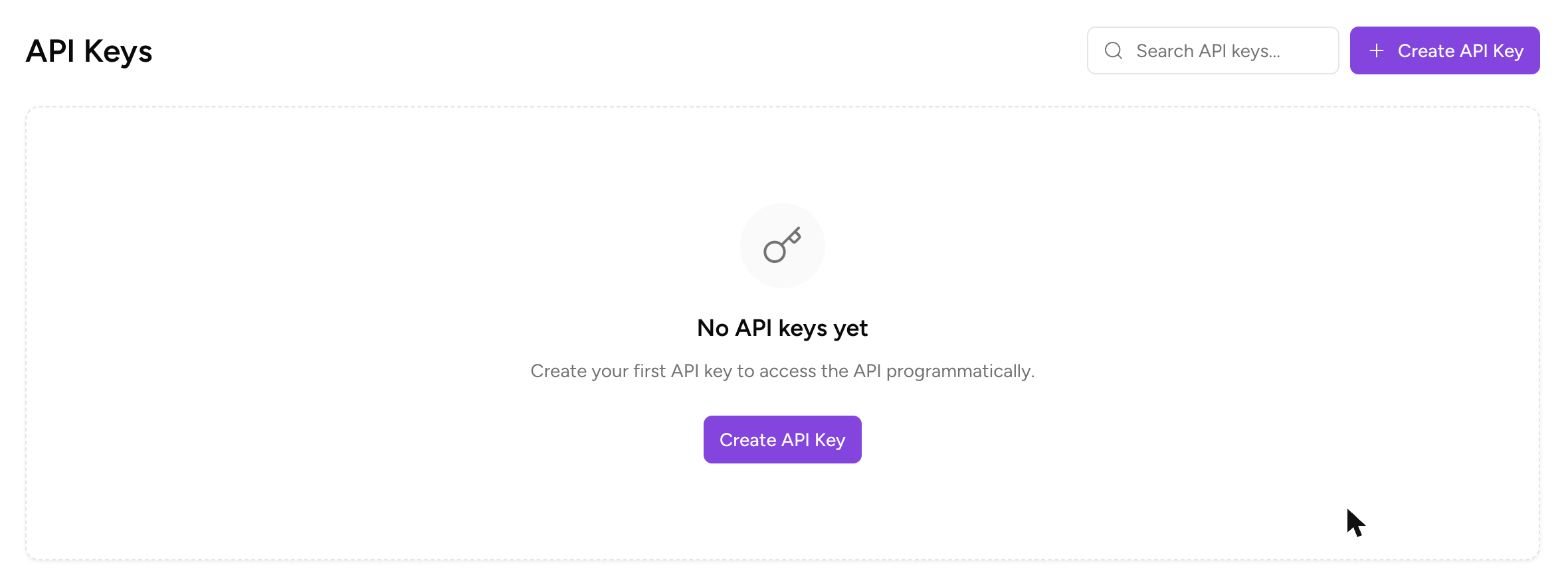 API Keys
Search API keys...
Create API Key
No API keys yet
Create your first API key to access the API programmatically.
Create API Key